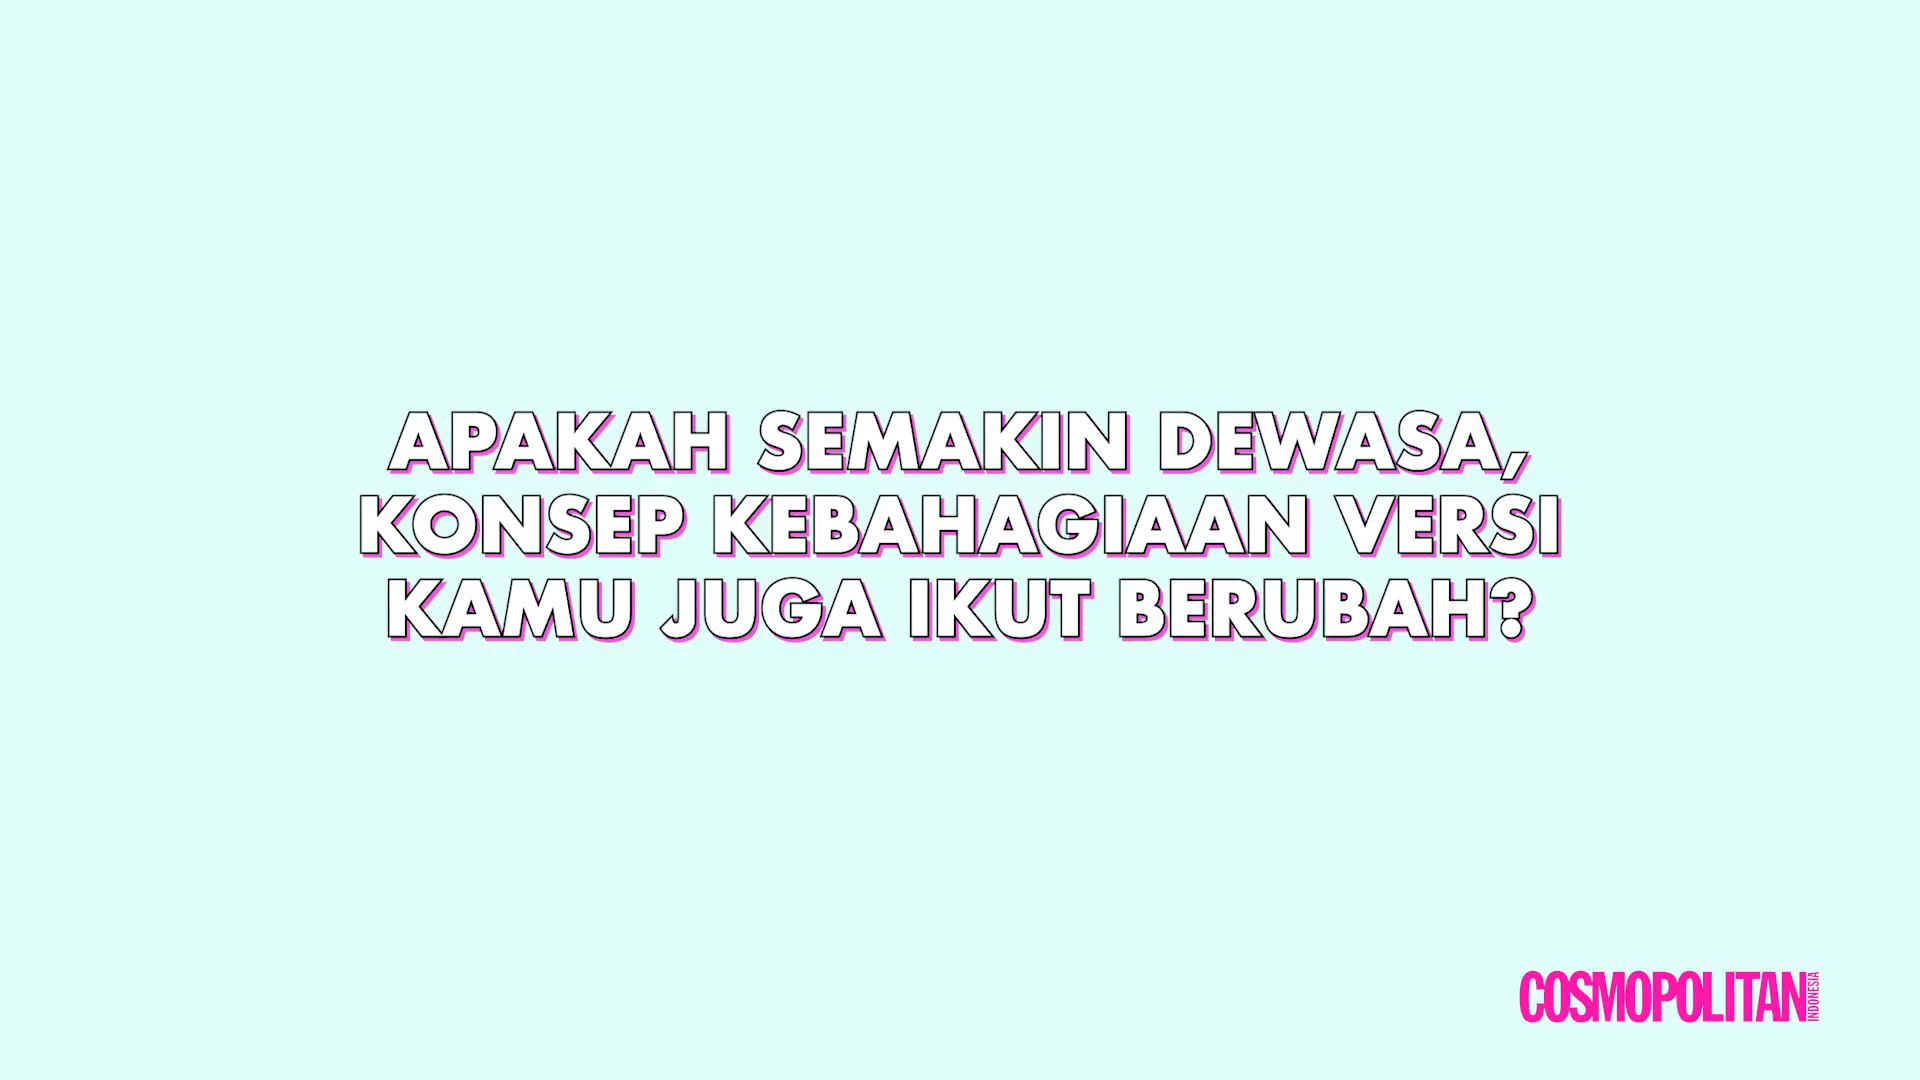 APAKAH SEMAKIN DEWASA,
KONSEP KEBAHAGIAAN VERSI
KAMU JUGA IKUT BERUBAH?
COSMOPOLITAN
INDONESIA